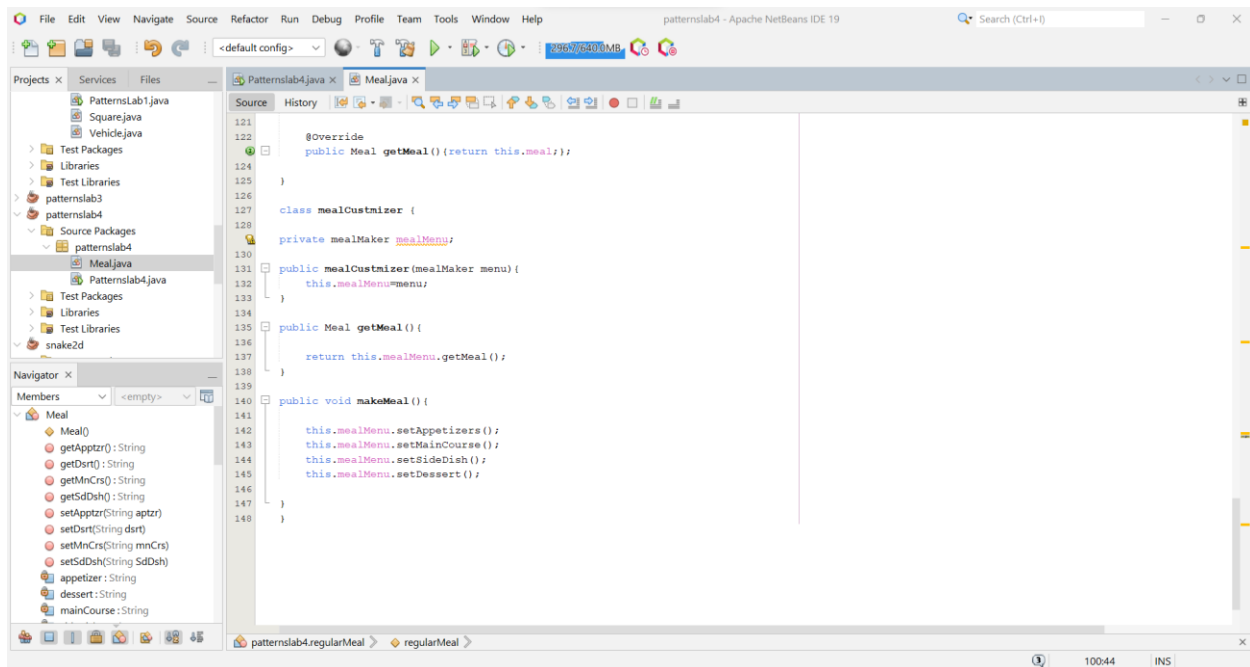 File Edit View Navigate Source Refactor Run Debug Profile Team Tools Window Help patternslab4 - Apache NetBeans IDE 19 Search (Ctrl+I)
<default config> 296.7/640.0MB
Projects × Services Files
PatternsLab1.java
Square.java
Vehicle.java
Test Packages
Libraries
Test Libraries
patternslab3
patternslab4
Source Packages
patternslab4
Meal.java
Patternslab4.java
Test Packages
Libraries
Test Libraries
snake2d
Navigator ×
Members <empty>
Meal
Meal()
getApptzr() : String
getDsrt() : String
getMnCrs() : String
getSdDsh() : String
setApptzr(String aptzr)
setDsrt(String dsrt)
setMnCrs(String mnCrs)
setSdDsh(String SdDsh)
appetizer : String
dessert : String
mainCourse : String
Patternslab4.java × Meal.java ×
Source History
121
122 @Override
public Meal getMeal(){return this.meal;};
124
125 }
126
127 class mealCustmizer {
128
private mealMaker mealMenu;
130
131 public mealCustmizer(mealMaker menu){
132 this.mealMenu=menu;
133 }
134
135 public Meal getMeal(){
136
137 return this.mealMenu.getMeal();
138 }
139
140 public void makeMeal(){
141
142 this.mealMenu.setAppetizers();
143 this.mealMenu.setMainCourse();
144 this.mealMenu.setSideDish();
145 this.mealMenu.setDessert();
146
147 }
148 }
patternslab4.regularMeal regularMeal
3 100:44 INS